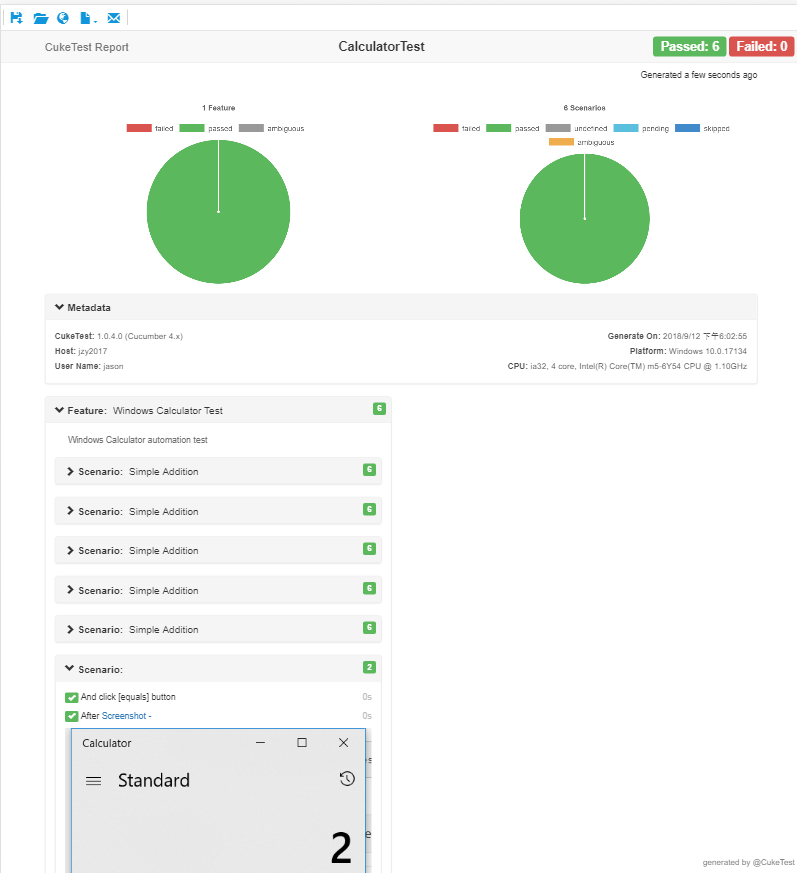 CukeTest Report
CalculatorTest
Passed: 6
Failed: 0
Generated a few seconds ago
1 Feature
failed passed ambiguous
6 Scenarios
failed passed undefined pending skipped
ambiguous
Metadata
CukeTest: 1.0.4.0 (Cucumber 4.x)
Host: jzy2017
User Name: jason
Generate On: 2018/9/12 下午6:02:55
Platform: Windows 10.0.17134
CPU: ia32, 4 core, Intel(R) Core(TM) m5-6Y54 CPU @ 1.10GHz
Feature: Windows Calculator Test 6
Windows Calculator automation test
Scenario: Simple Addition 6
Scenario: Simple Addition 6
Scenario: Simple Addition 6
Scenario: Simple Addition 6
Scenario: Simple Addition 6
Scenario: 2
And click [equals] button 0s
After Screenshot - 0s
Calculator
Standard
2
generated by @CukeTest